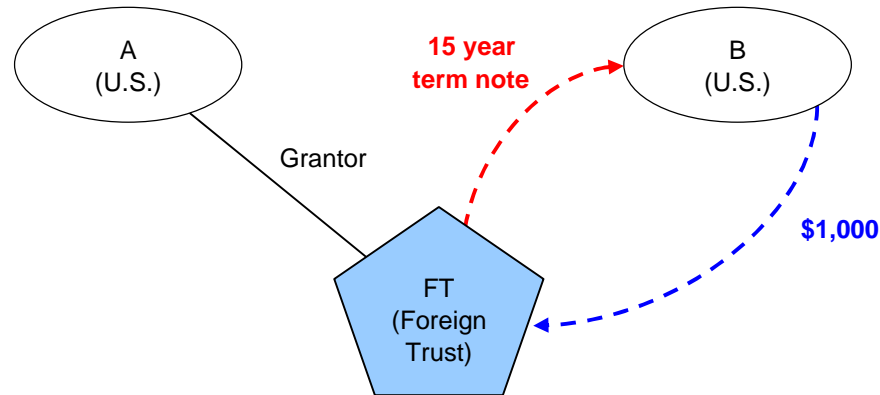 A
(U.S.)
15 year
term note
B
(U.S.)
Grantor
$1,000
FT
(Foreign
Trust)